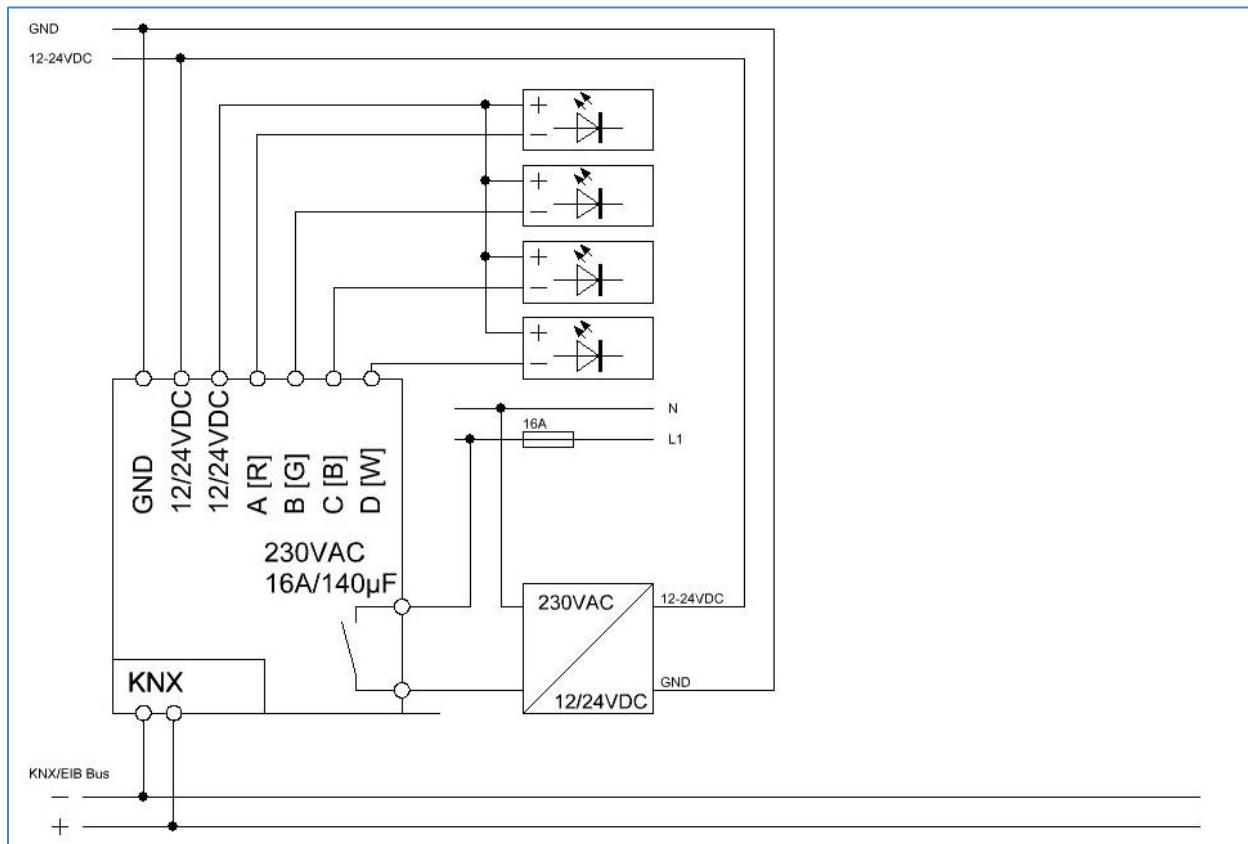 GND
12-24VDC
+
−
+
−
+
−
+
−
GND
12/24VDC
12/24VDC
A [R]
B [G]
C [B]
D [W]
N
16A
L1
230VAC
16A/140µF
230VAC
12/24VDC
12-24VDC
GND
KNX
KNX/EIB Bus
−
+